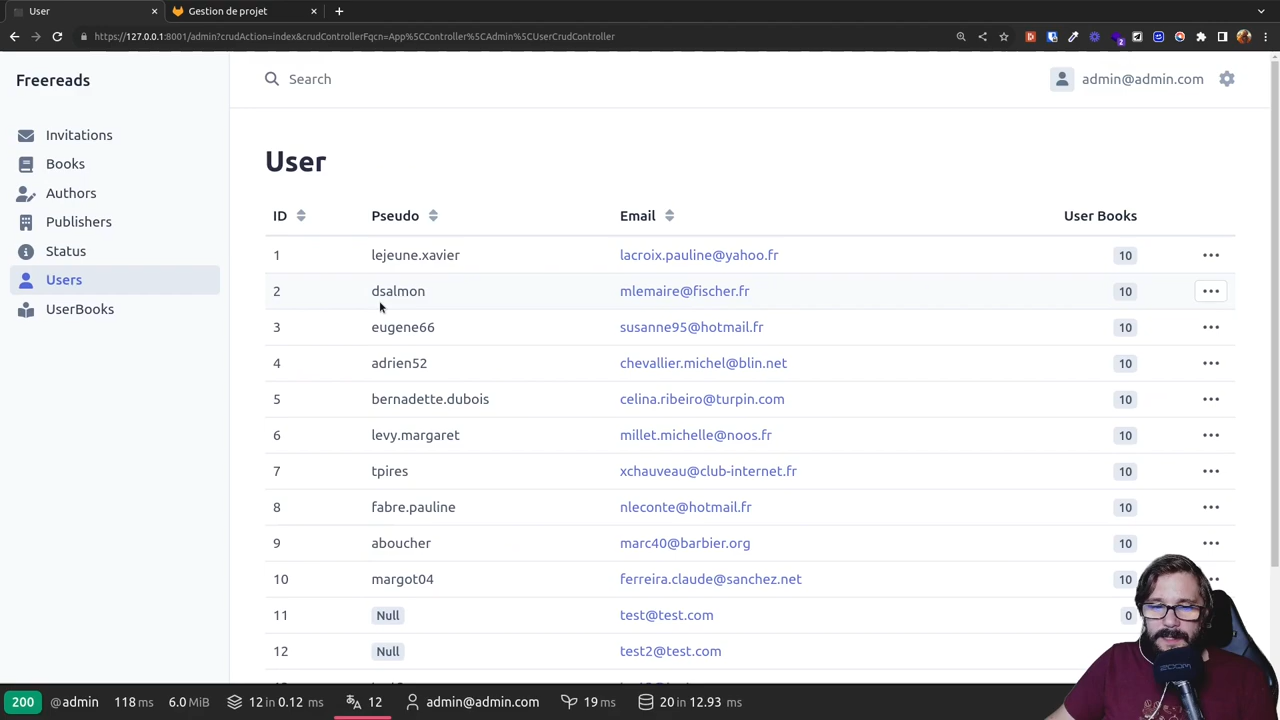 User
Gestion de projet
https://127.0.0.1:8001/admin?crudAction=index&crudControllerFqcn=App%5CController%5CAdmin%5CUserCrudController
Freereads
Search
admin@admin.com
Invitations
Books
Authors
Publishers
Status
Users
UserBooks
User
ID Pseudo Email User Books
1 lejeune.xavier lacroix.pauline@yahoo.fr 10
2 dsalmon mlemaire@fischer.fr 10
3 eugene66 susanne95@hotmail.fr 10
4 adrien52 chevallier.michel@blin.net 10
5 bernadette.dubois celina.ribeiro@turpin.com 10
6 levy.margaret millet.michelle@noos.fr 10
7 tpires xchauveau@club-internet.fr 10
8 fabre.pauline nleconte@hotmail.fr 10
9 aboucher marc40@barbier.org 10
10 margot04 ferreira.claude@sanchez.net 10
11 Null test@test.com 0
12 Null test2@test.com
200 @admin 118 ms 6.0 MiB 12 in 0.12 ms 12 admin@admin.com 19 ms 20 in 12.93 ms
ZOOM